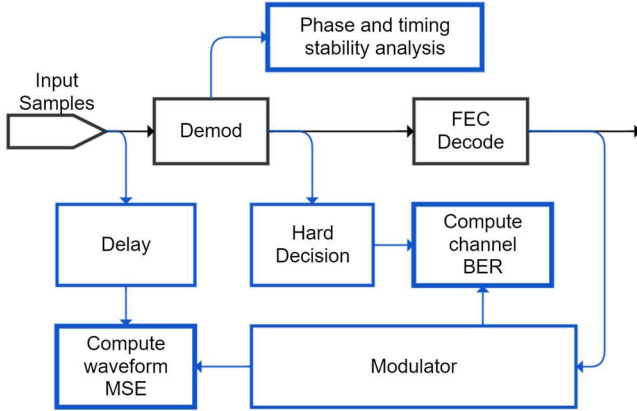 Phase and timing
stability analysis
Input
Samples
Demod
FEC
Decode
Delay
Hard
Decision
Compute
channel
BER
Compute
waveform
MSE
Modulator